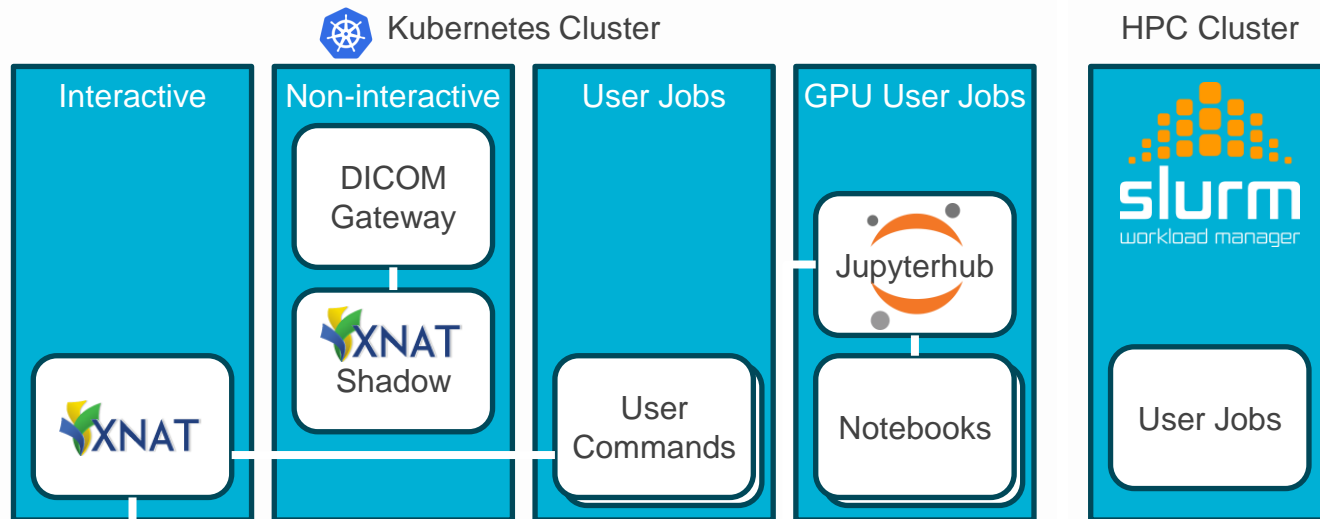 Kubernetes Cluster
HPC Cluster
Interactive
Non-interactive
User Jobs
GPU User Jobs
DICOM
Gateway
XNAT
Shadow
XNAT
User
Commands
Jupyterhub
Notebooks
slurm
workload manager
User Jobs